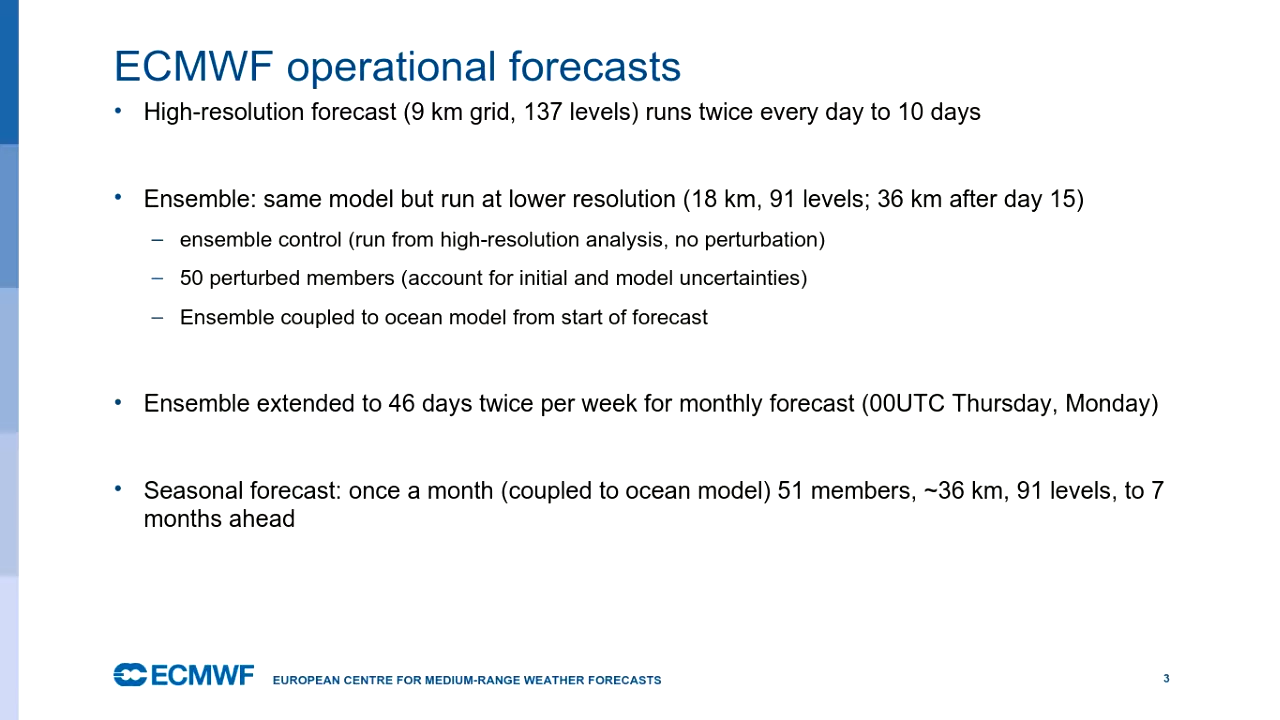 ECMWF operational forecasts
• High-resolution forecast (9 km grid, 137 levels) runs twice every day to 10 days
• Ensemble: same model but run at lower resolution (18 km, 91 levels; 36 km after day 15)
– ensemble control (run from high-resolution analysis, no perturbation)
– 50 perturbed members (account for initial and model uncertainties)
– Ensemble coupled to ocean model from start of forecast
• Ensemble extended to 46 days twice per week for monthly forecast (00UTC Thursday, Monday)
• Seasonal forecast: once a month (coupled to ocean model) 51 members, ~36 km, 91 levels, to 7
months ahead
ECMWF EUROPEAN CENTRE FOR MEDIUM-RANGE WEATHER FORECASTS 3